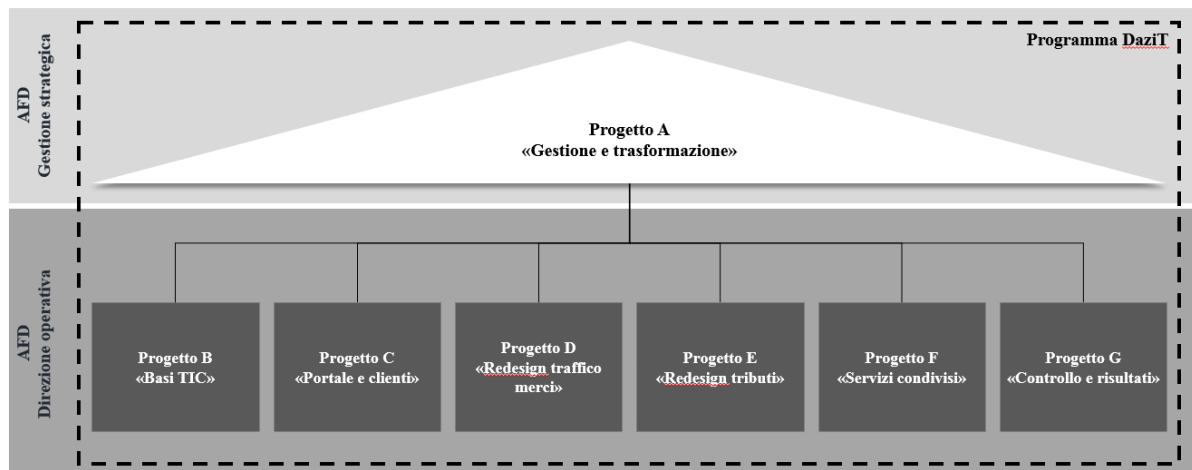 Programma DaziT
AFD
Gestione strategica
Progetto A
«Gestione e trasformazione»
AFD
Direzione operativa
Progetto B
«Basi TIC»
Progetto C
«Portale e clienti»
Progetto D
«Redesign traffico
merci»
Progetto E
«Redesign tributi»
Progetto F
«Servizi condivisi»
Progetto G
«Controllo e risultati»